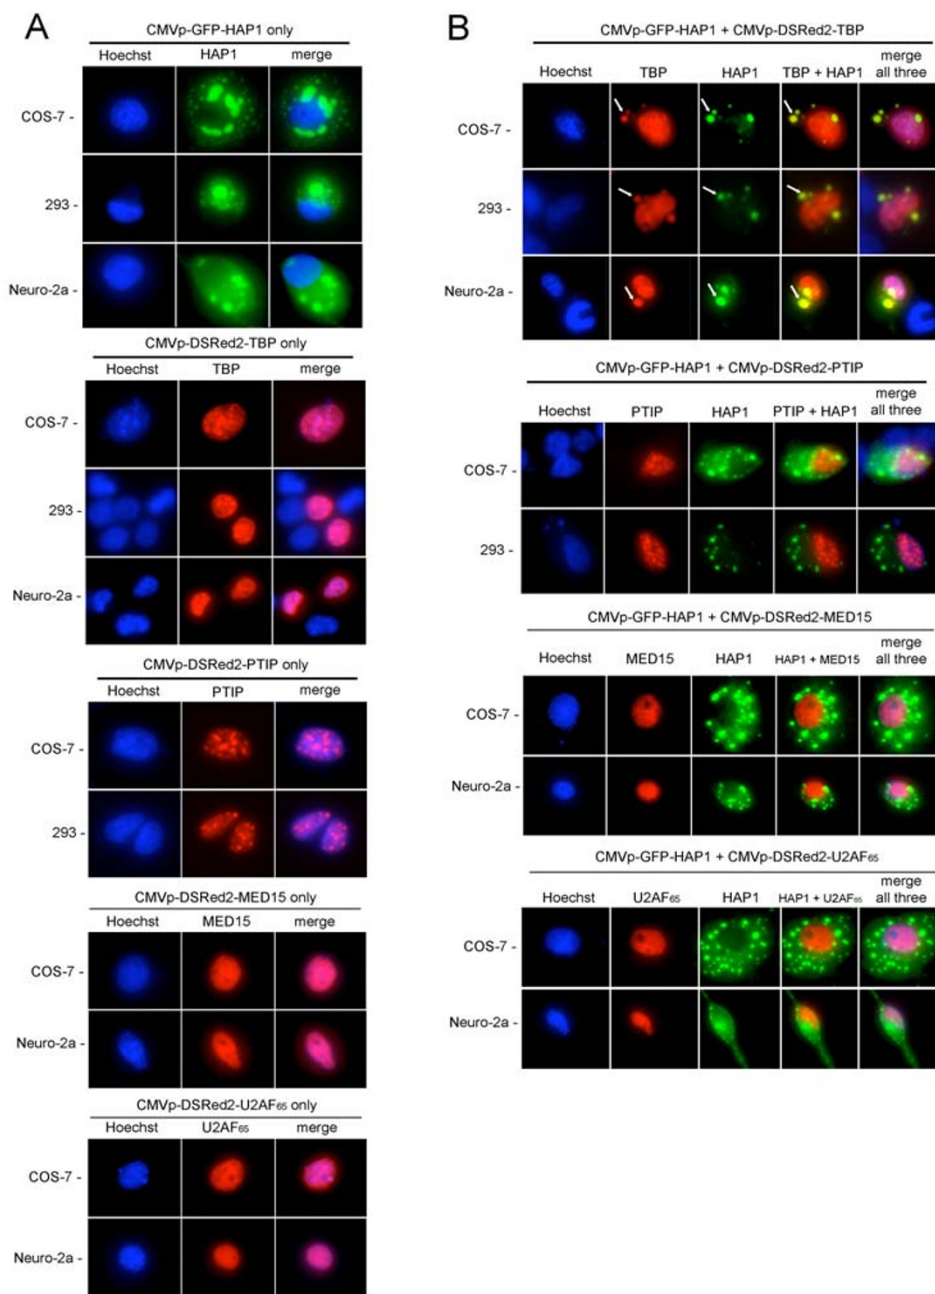 A
CMVp-GFP-HAP1 only
Hoechst HAP1 merge
COS-7 -
293 -
Neuro-2a -
CMVp-DSRed2-TBP only
Hoechst TBP merge
COS-7 -
293 -
Neuro-2a -
CMVp-DSRed2-PTIP only
Hoechst PTIP merge
COS-7 -
293 -
CMVp-DSRed2-MED15 only
Hoechst MED15 merge
COS-7 -
Neuro-2a -
CMVp-DSRed2-U2AF65 only
Hoechst U2AF65 merge
COS-7 -
Neuro-2a -
B
CMVp-GFP-HAP1 + CMVp-DSRed2-TBP
Hoechst TBP HAP1 TBP + HAP1 merge all three
COS-7 -
293 -
Neuro-2a -
CMVp-GFP-HAP1 + CMVp-DSRed2-PTIP
Hoechst PTIP HAP1 PTIP + HAP1 merge all three
COS-7 -
293 -
CMVp-GFP-HAP1 + CMVp-DSRed2-MED15
Hoechst MED15 HAP1 HAP1 + MED15 merge all three
COS-7 -
Neuro-2a -
CMVp-GFP-HAP1 + CMVp-DSRed2-U2AF65
Hoechst U2AF65 HAP1 HAP1 + U2AF65 merge all three
COS-7 -
Neuro-2a -